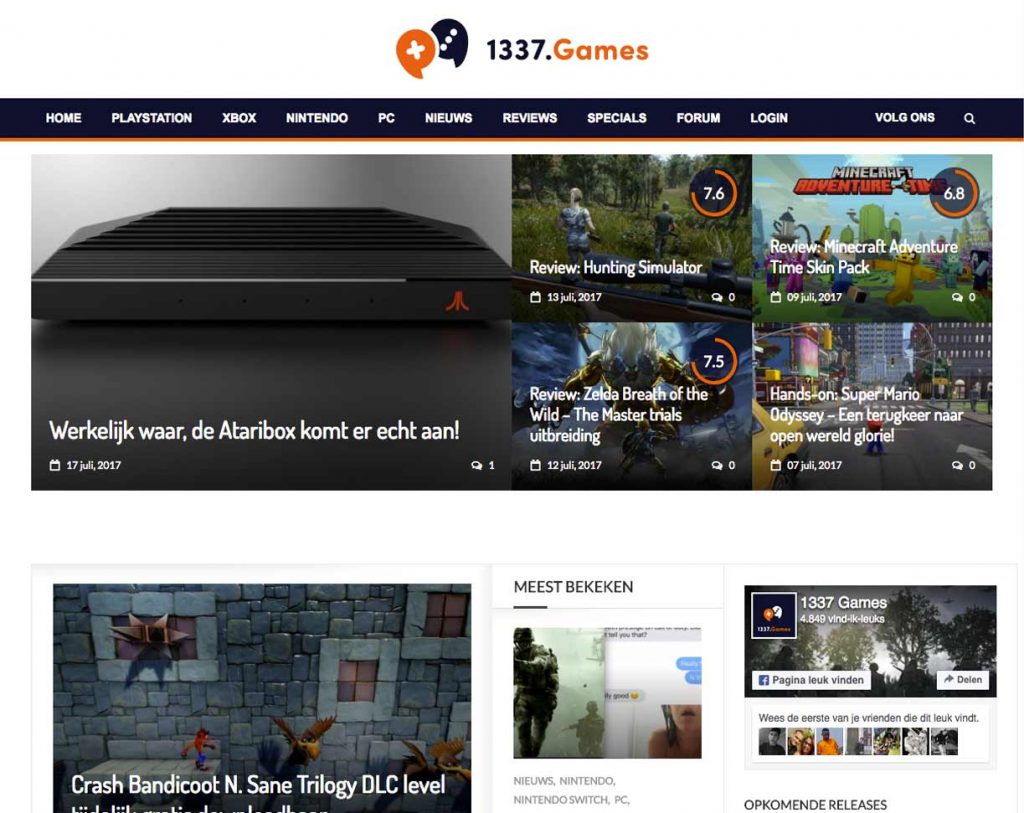 1337.Games
HOME PLAYSTATION XBOX NINTENDO PC NIEUWS REVIEWS SPECIALS FORUM LOGIN VOLG ONS
Werkelijk waar, de Ataribox komt er echt aan!
17 juli, 2017 1
7.6
Review: Hunting Simulator
13 juli, 2017 0
MINECRAFT
ADVENTURE TIME
6.8
Review: Minecraft Adventure
Time Skin Pack
09 juli, 2017 0
7.5
Review: Zelda Breath of the
Wild – The Master trials
uitbreiding
12 juli, 2017 0
Hands-on: Super Mario
Odyssey – Een terugkeer naar
open wereld glorie!
07 juli, 2017 0
Crash Bandicoot N. Sane Trilogy DLC level
MEEST BEKEKEN
t tell you that?
lly good
NIEUWS, NINTENDO,
NINTENDO SWITCH, PC,
1337.Games
1337 Games
4.849 vind-ik-leuks
Pagina leuk vinden
Delen
Wees de eerste van je vrienden die dit leuk vindt.
OPKOMENDE RELEASES